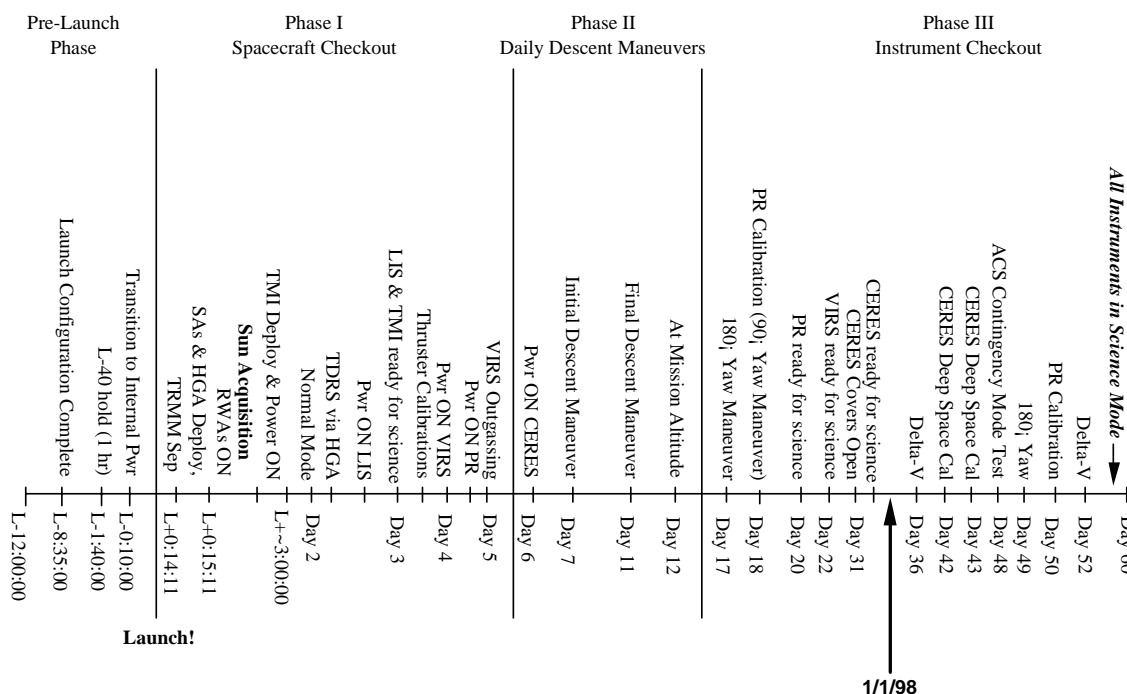 Pre-Launch
Phase
Phase I
Spacecraft Checkout
Phase II
Daily Descent Maneuvers
Phase III
Instrument Checkout
Launch Configuration Complete
L-40 hold (1 hr)
Transition to Internal Pwr
TRMM Sep
SAs & HGA Deploy,
RWAs ON
Sun Acquisition
TMI Deploy & Power ON
Normal Mode
TDRS via HGA
Pwr ON LIS
LIS & TMI ready for science
Thruster Calibrations
Pwr ON VIRS
Pwr ON PR
VIRS Outgassing
Pwr ON CERES
Initial Descent Maneuver
Final Descent Maneuver
At Mission Altitude
180¡ Yaw Maneuver
PR Calibration (90¡ Yaw Maneuver)
PR ready for science
VIRS ready for science
CERES Covers Open
CERES ready for science
Delta-V
CERES Deep Space Cal
CERES Deep Space Cal
ACS Contingency Mode Test
180¡ Yaw
PR Calibration
Delta-V
All Instruments in Science Mode
L-12:00:00
L-8:35:00
L-1:40:00
L-0:10:00
L+0:14:11
L+0:15:11
L+~3:00:00
Day 2
Day 3
Day 4
Day 5
Day 6
Day 7
Day 11
Day 12
Day 17
Day 18
Day 20
Day 22
Day 31
Day 36
Day 42
Day 43
Day 48
Day 49
Day 50
Day 52
Day 60
Launch!
1/1/98